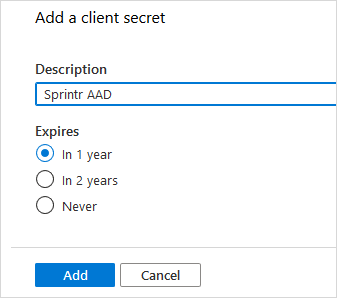 Add a client secret
Description
Sprintr AAD
Expires
In 1 year
In 2 years
Never
Add
Cancel